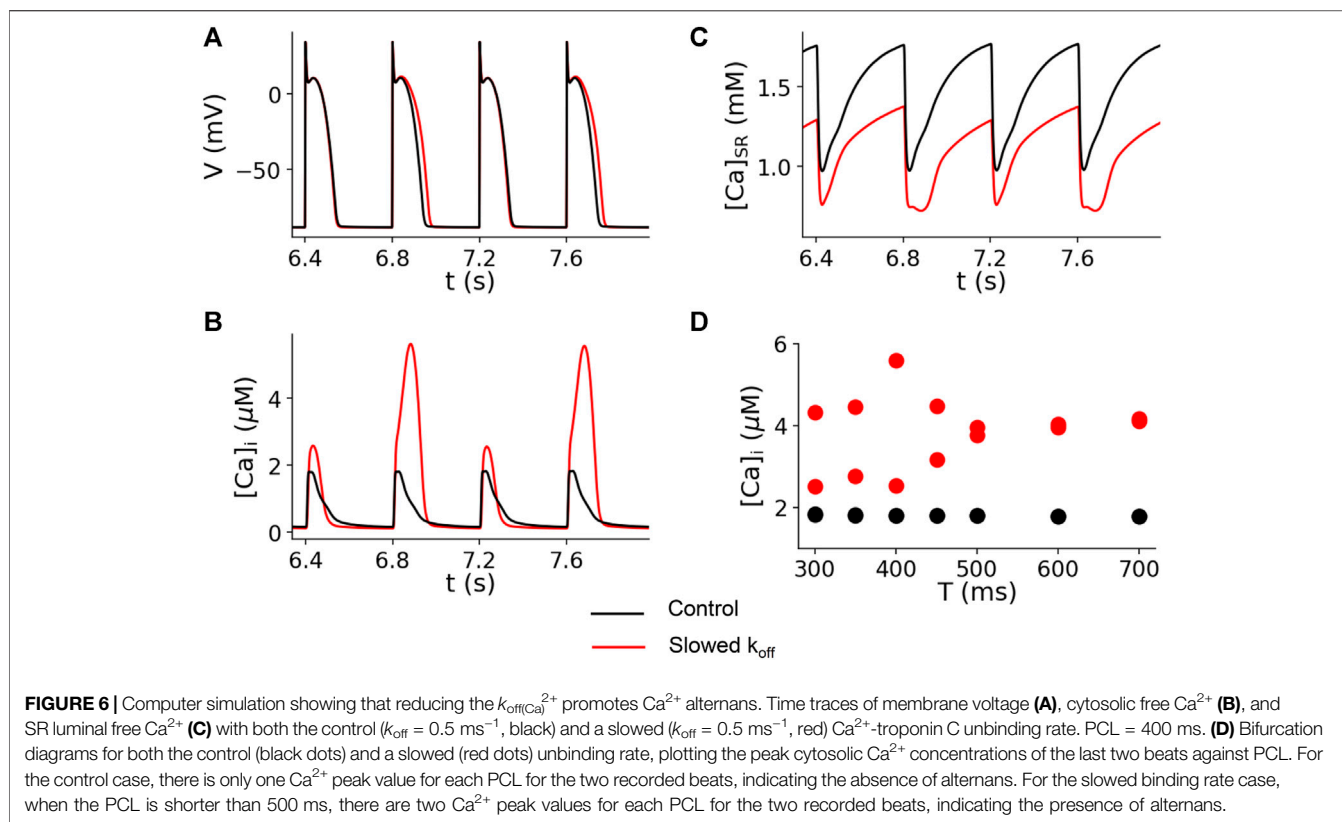 A
0
−50
V (mV)
6.4 6.8 7.2 7.6
t (s)
C
1.5
1.0
[Ca]SR (mM)
6.4 6.8 7.2 7.6
t (s)
B
4
2
0
[Ca]i (μM)
6.4 6.8 7.2 7.6
t (s)
D
6
4
2
[Ca]i (μM)
300 400 500 600 700
T (ms)
Control
Slowed koff
FIGURE 6 | Computer simulation showing that reducing the koff(Ca)2+ promotes Ca2+ alternans. Time traces of membrane voltage (A), cytosolic free Ca2+ (B), and
SR luminal free Ca2+ (C) with both the control (koff = 0.5 ms−1, black) and a slowed (koff = 0.5 ms−1, red) Ca2+-troponin C unbinding rate. PCL = 400 ms. (D) Bifurcation
diagrams for both the control (black dots) and a slowed (red dots) unbinding rate, plotting the peak cytosolic Ca2+ concentrations of the last two beats against PCL. For
the control case, there is only one Ca2+ peak value for each PCL for the two recorded beats, indicating the absence of alternans. For the slowed binding rate case,
when the PCL is shorter than 500 ms, there are two Ca2+ peak values for each PCL for the two recorded beats, indicating the presence of alternans.